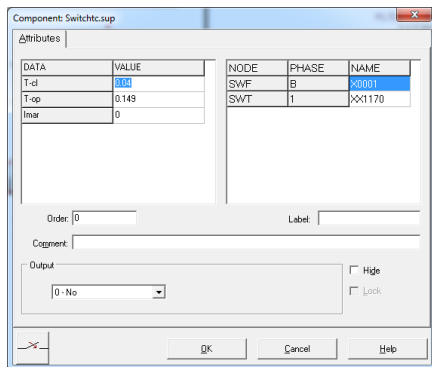 Component: Switchtc.sup
Attributes
DATA VALUE
T-cl 0.04
T-op 0.149
Imar 0
NODE PHASE NAME
SWF B X0001
SWT 1 XX1170
Order: 0
Label:
Comment:
Output
0 - No
Hide
Lock
OK
Cancel
Help